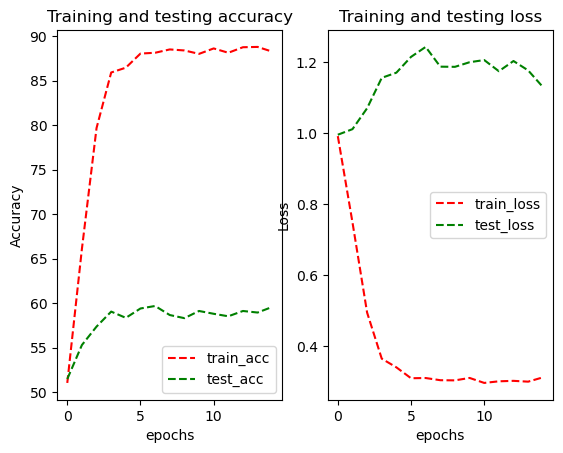 Training and testing accuracy
90
85
80
75
70
65
60
55
50
Accuracy
0
5
10
epochs
train_acc
test_acc
Training and testing loss
1.2
1.0
0.8
0.6
0.4
Loss
0
5
10
epochs
train_loss
test_loss